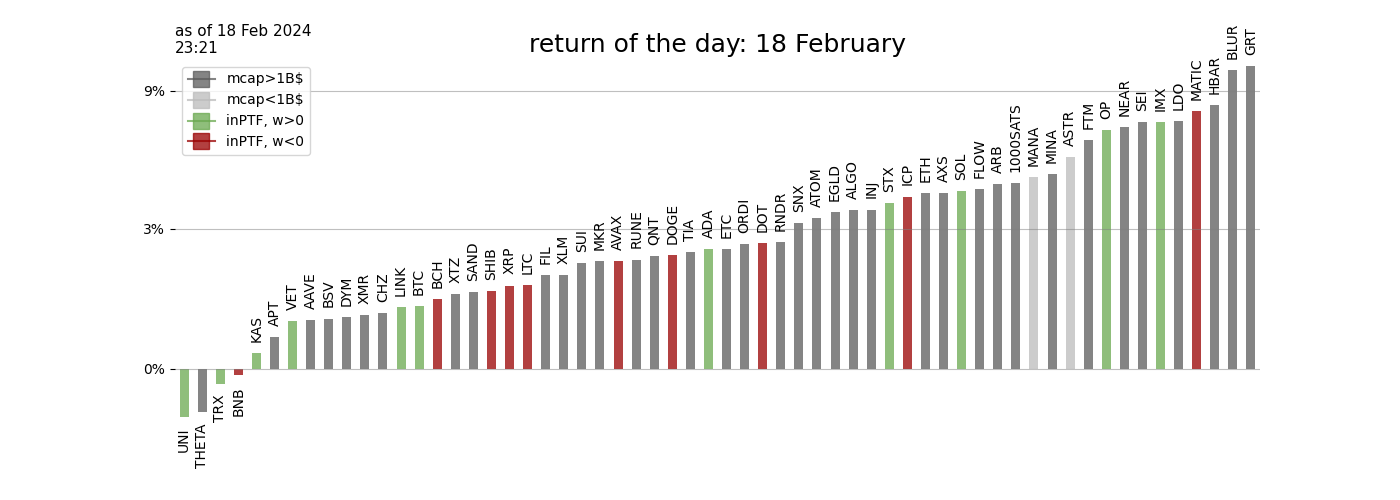 as of 18 Feb 2024
23:21
return of the day: 18 February
mcap>1B$
mcap<1B$
inPTF, w>0
inPTF, w<0
9%
3%
0%
UNI
THETA
TRX
BNB
KAS
APT
VET
AAVE
BSV
DYM
XMR
CHZ
LINK
BTC
BCH
XTZ
SAND
SHIB
XRP
LTC
FIL
XLM
SUI
MKR
AVAX
RUNE
QNT
DOGE
TIA
ADA
ETC
ORDI
DOT
RNDR
SNX
ATOM
EGLD
ALGO
INJ
STX
ICP
ETH
AXS
SOL
FLOW
ARB
1000SATS
MANA
MINA
ASTR
FTM
OP
NEAR
SEI
IMX
LDO
MATIC
HBAR
BLUR
GRT